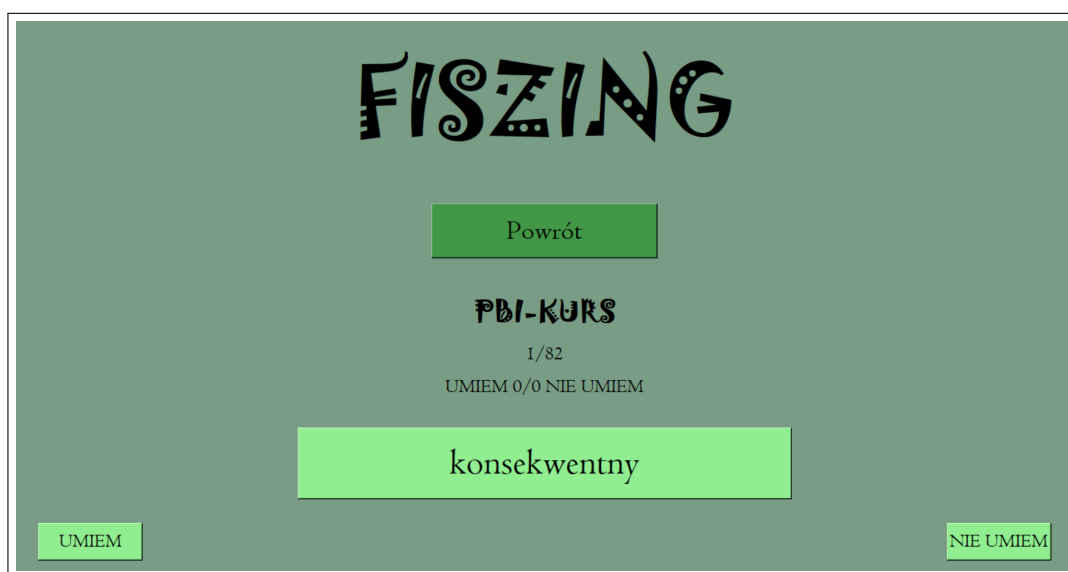 FISZING
Powrót
PBI-KURS
1/82
UMIEM 0/0 NIE UMIEM
konsekwentny
UMIEM
NIE UMIEM